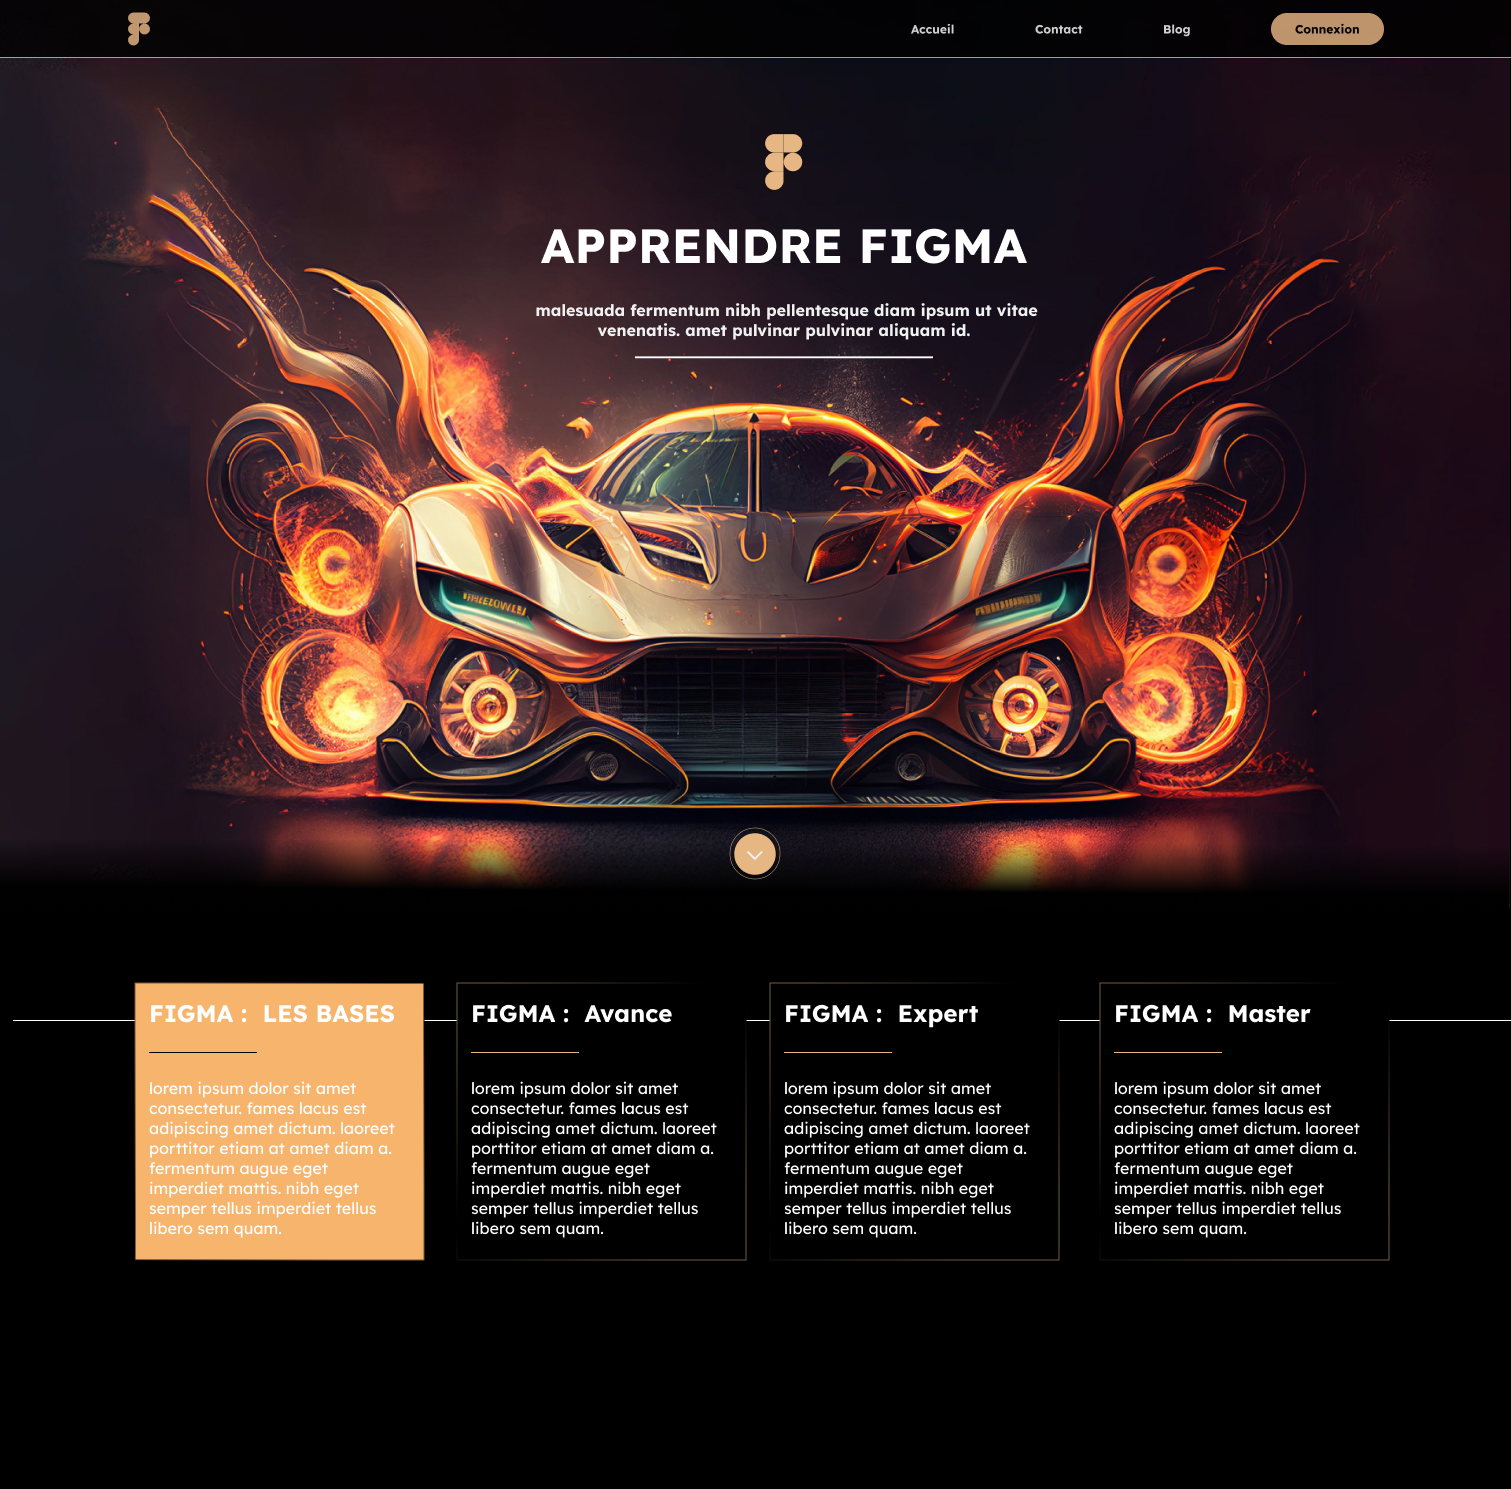 Accueil
Contact
Blog
Connexion
APPRENDRE FIGMA
malesuada fermentum nibh pellentesque diam ipsum ut vitae
venenatis. amet pulvinar pulvinar aliquam id.
FIGMA : LES BASES
lorem ipsum dolor sit amet
consectetur. fames lacus est
adipiscing amet dictum. laoreet
porttitor etiam at amet diam a.
fermentum augue eget
imperdiet mattis. nibh eget
semper tellus imperdiet tellus
libero sem quam.
FIGMA : Avance
lorem ipsum dolor sit amet
consectetur. fames lacus est
adipiscing amet dictum. laoreet
porttitor etiam at amet diam a.
fermentum augue eget
imperdiet mattis. nibh eget
semper tellus imperdiet tellus
libero sem quam.
FIGMA : Expert
lorem ipsum dolor sit amet
consectetur. fames lacus est
adipiscing amet dictum. laoreet
porttitor etiam at amet diam a.
fermentum augue eget
imperdiet mattis. nibh eget
semper tellus imperdiet tellus
libero sem quam.
FIGMA : Master
lorem ipsum dolor sit amet
consectetur. fames lacus est
adipiscing amet dictum. laoreet
porttitor etiam at amet diam a.
fermentum augue eget
imperdiet mattis. nibh eget
semper tellus imperdiet tellus
libero sem quam.